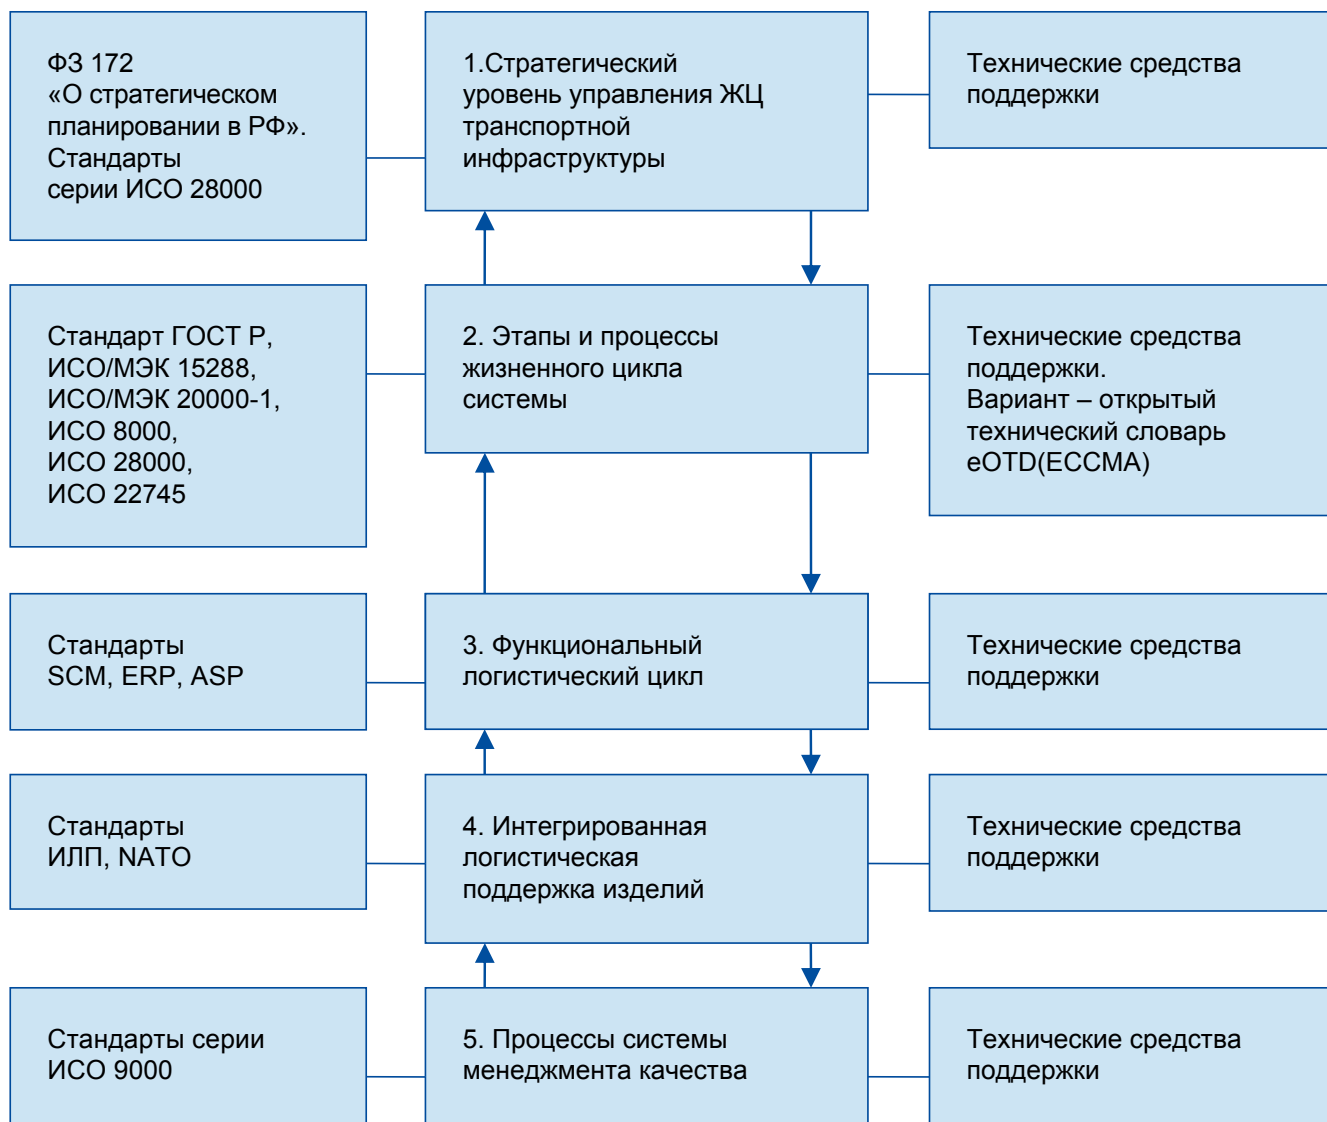 ФЗ 172
«О стратегическом
планировании в РФ».
Стандарты
серии ИСО 28000
1.Стратегический
уровень управления ЖЦ
транспортной
инфраструктуры
Технические средства
поддержки
Стандарт ГОСТ Р,
ИСО/МЭК 15288,
ИСО/МЭК 20000-1,
ИСО 8000,
ИСО 28000,
ИСО 22745
2. Этапы и процессы
жизненного цикла
системы
Технические средства
поддержки.
Вариант – открытый
технический словарь
eOTD(ECCMA)
Стандарты
SCM, ERP, ASP
3. Функциональный
логистический цикл
Технические средства
поддержки
Стандарты
ИЛП, NATO
4. Интегрированная
логистическая
поддержка изделий
Технические средства
поддержки
Стандарты серии
ИСО 9000
5. Процессы системы
менеджмента качества
Технические средства
поддержки